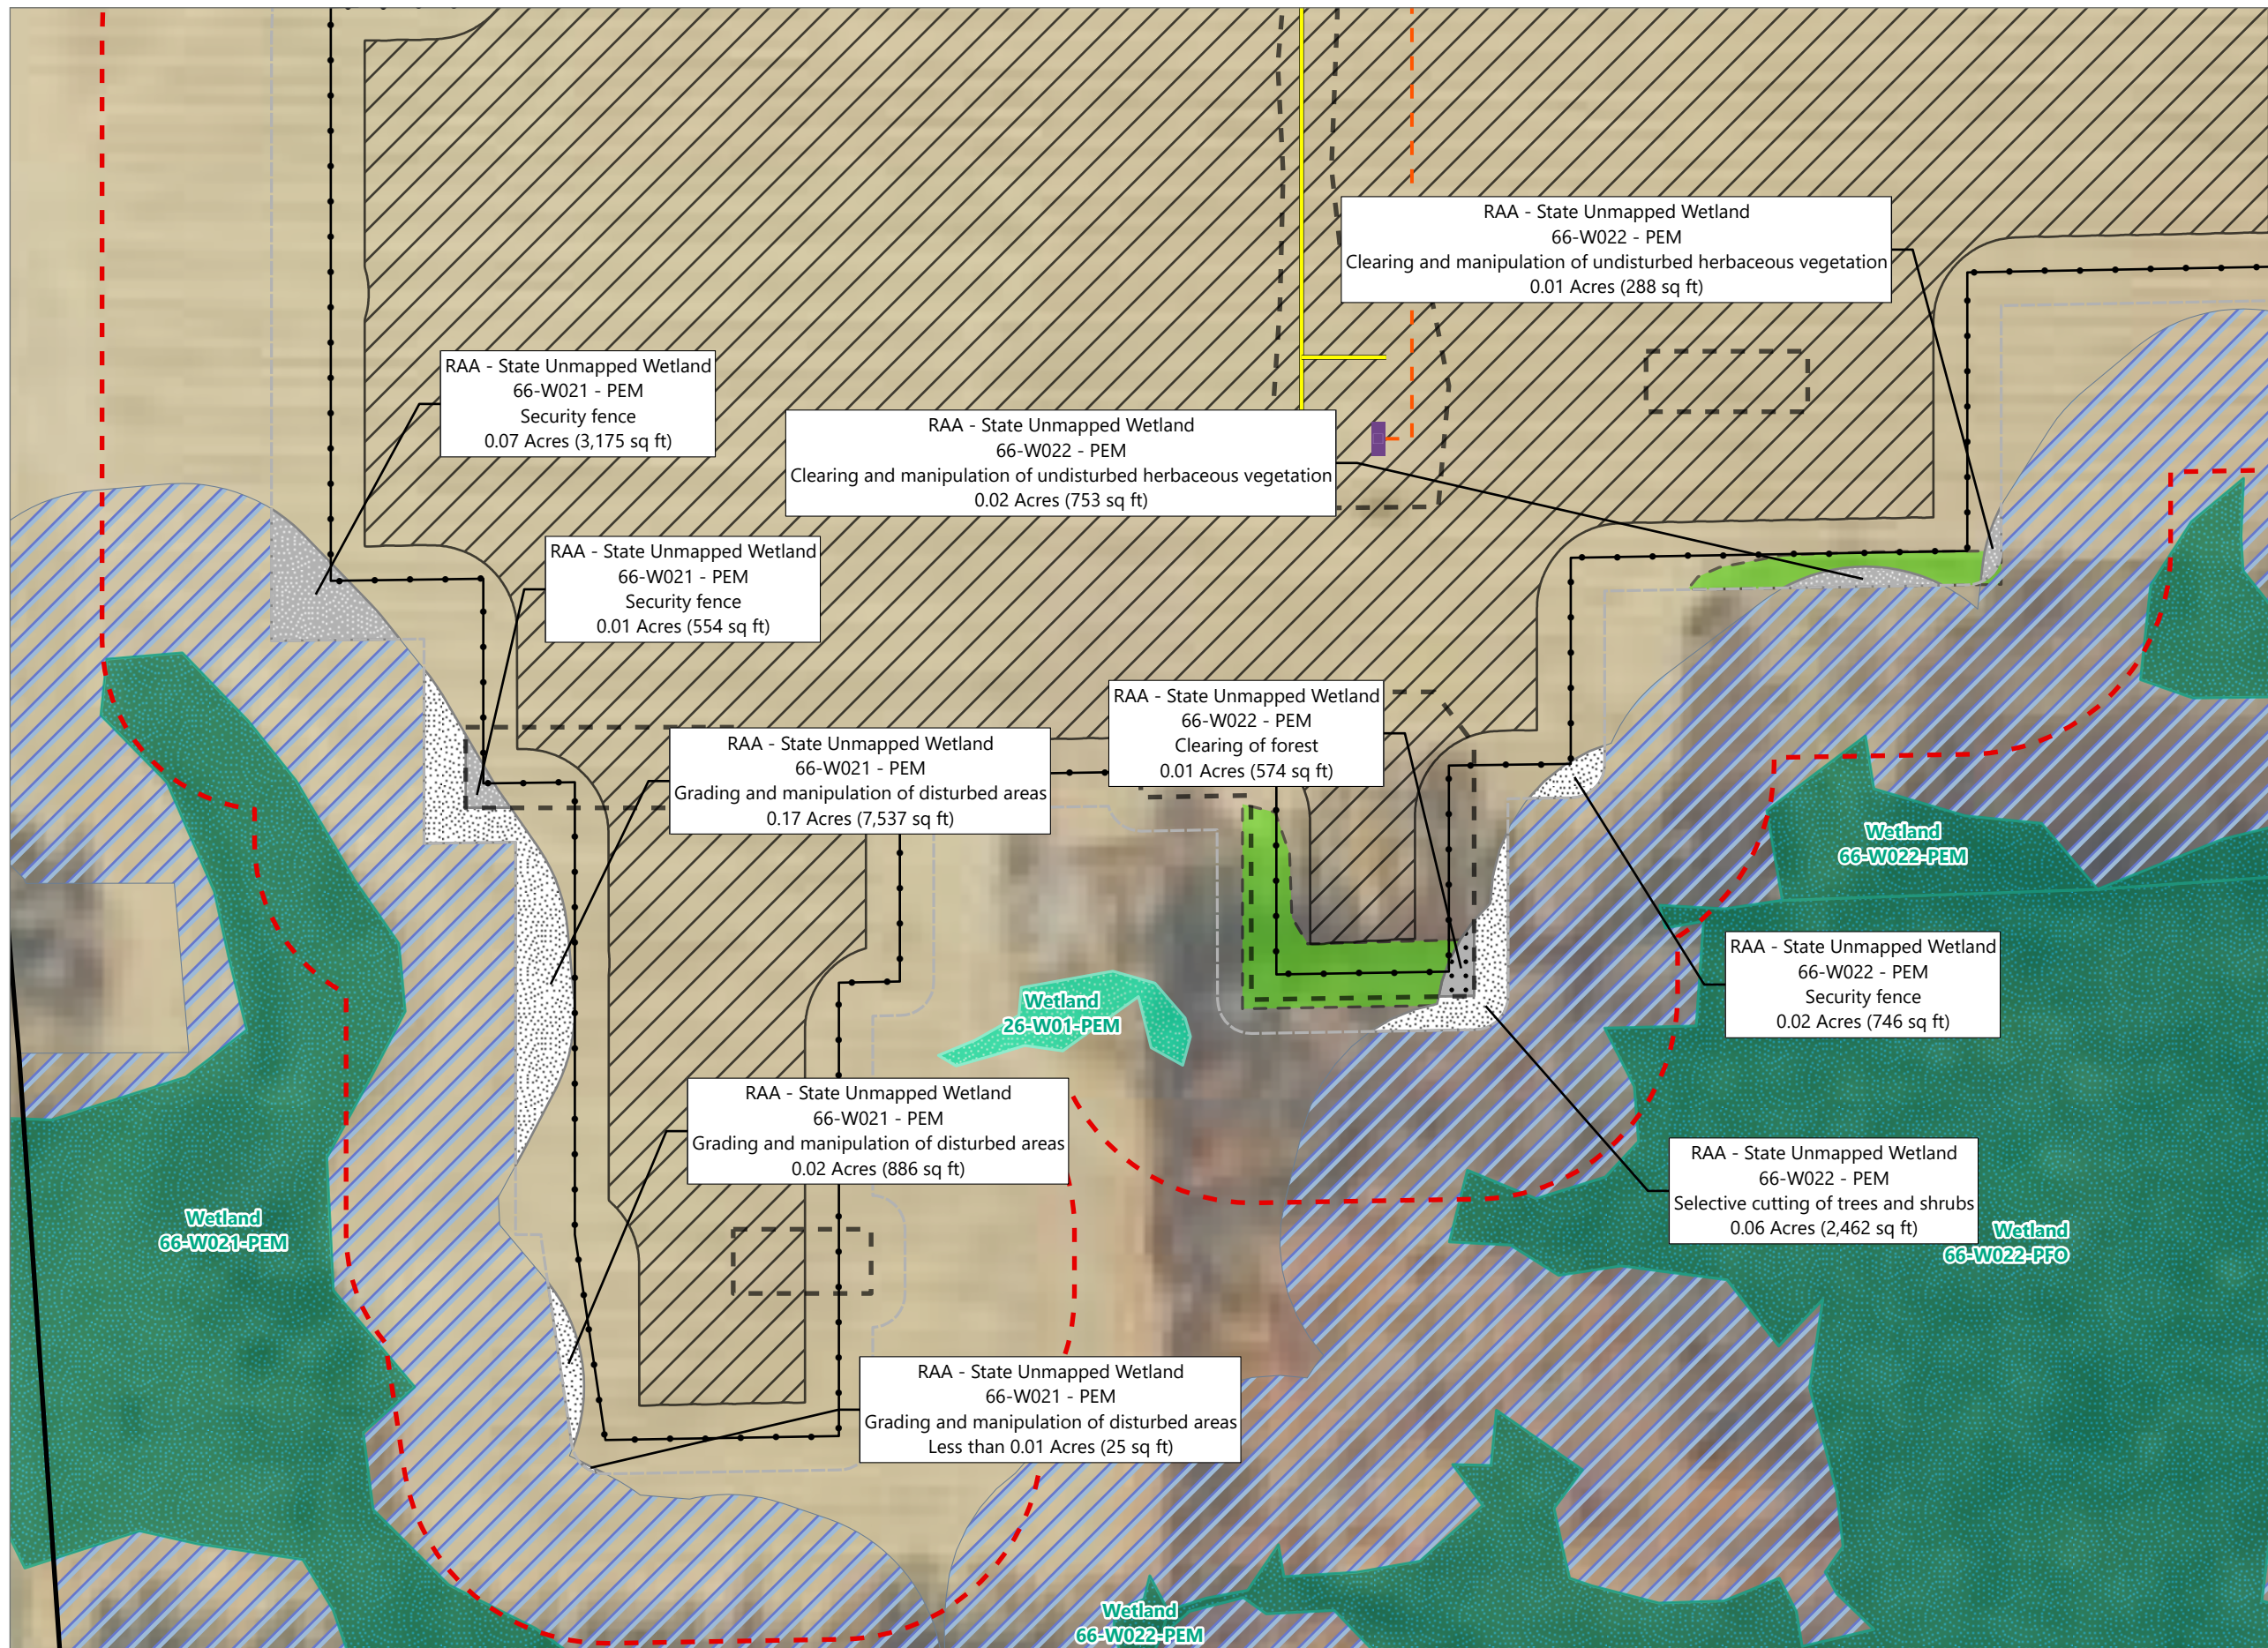 RAA - State Unmapped Wetland
66-W022 - PEM
Clearing and manipulation of undisturbed herbaceous vegetation
0.01 Acres (288 sq ft)
RAA - State Unmapped Wetland
66-W021 - PEM
Security fence
0.07 Acres (3,175 sq ft)
RAA - State Unmapped Wetland
66-W022 - PEM
Clearing and manipulation of undisturbed herbaceous vegetation
0.02 Acres (753 sq ft)
RAA - State Unmapped Wetland
66-W021 - PEM
Security fence
0.01 Acres (554 sq ft)
RAA - State Unmapped Wetland
66-W022 - PEM
Clearing of forest
0.01 Acres (574 sq ft)
RAA - State Unmapped Wetland
66-W021 - PEM
Grading and manipulation of disturbed areas
0.17 Acres (7,537 sq ft)
Wetland
66-W022-PEM
RAA - State Unmapped Wetland
66-W022 - PEM
Security fence
0.02 Acres (746 sq ft)
Wetland
26-W01-PEM
RAA - State Unmapped Wetland
66-W021 - PEM
Grading and manipulation of disturbed areas
0.02 Acres (886 sq ft)
RAA - State Unmapped Wetland
66-W022 - PEM
Selective cutting of trees and shrubs
0.06 Acres (2,462 sq ft)
Wetland
66-W021-PEM
Wetland
66-W022-PFO
RAA - State Unmapped Wetland
66-W021 - PEM
Grading and manipulation of disturbed areas
Less than 0.01 Acres (25 sq ft)
Wetland
66-W022-PEM